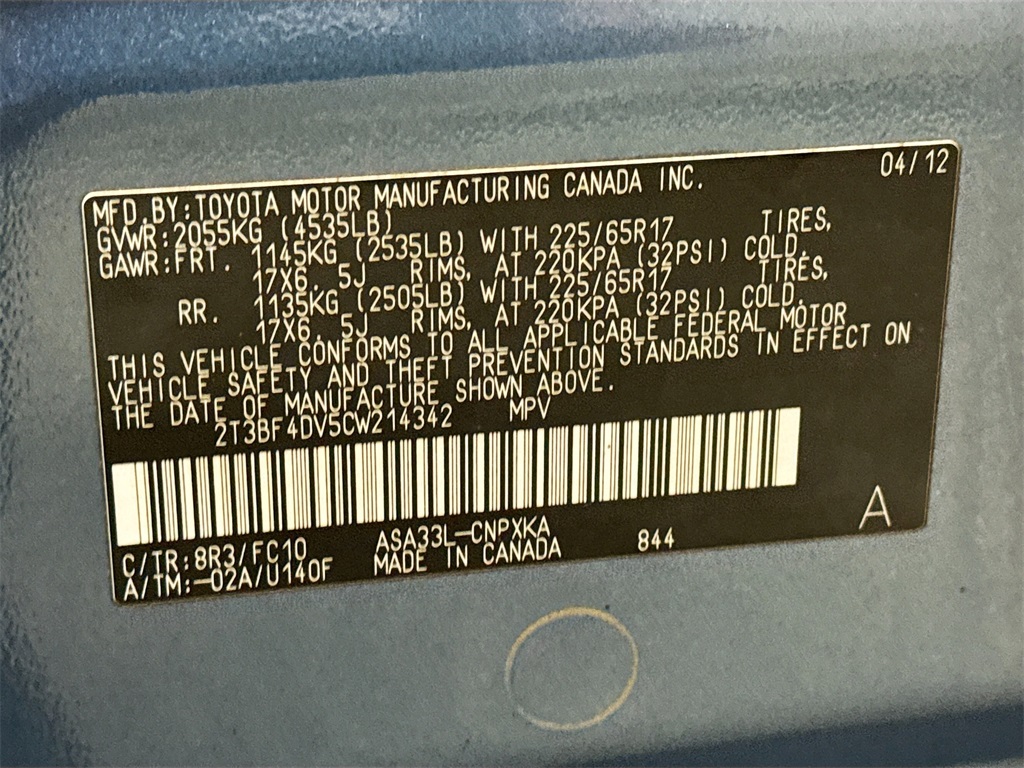 04/12
MFD.BY:TOYOTA MOTOR MANUFACTURING CANADA INC.
GVWR:2055KG (4535LB)
GAWR:FRT. 1145KG (2535LB) WITH 225/65R17 TIRES,
17X6.5J RIMS, AT 220KPA (32PSI) COLD.
RR. 1135KG (2505LB) WITH 225/65R17 TIRES,
17X6.5J RIMS, AT 220KPA (32PSI) COLD.
THIS VEHICLE CONFORMS TO ALL APPLICABLE FEDERAL MOTOR
VEHICLE SAFETY AND THEFT PREVENTION STANDARDS IN EFFECT ON
THE DATE OF MANUFACTURE SHOWN ABOVE.
2T3BF4DV5CW214342 MPV
C/TR:8R3/FC10 ASA33L-CNPXKA 844 A
A/TM:-02A/U140F MADE IN CANADA